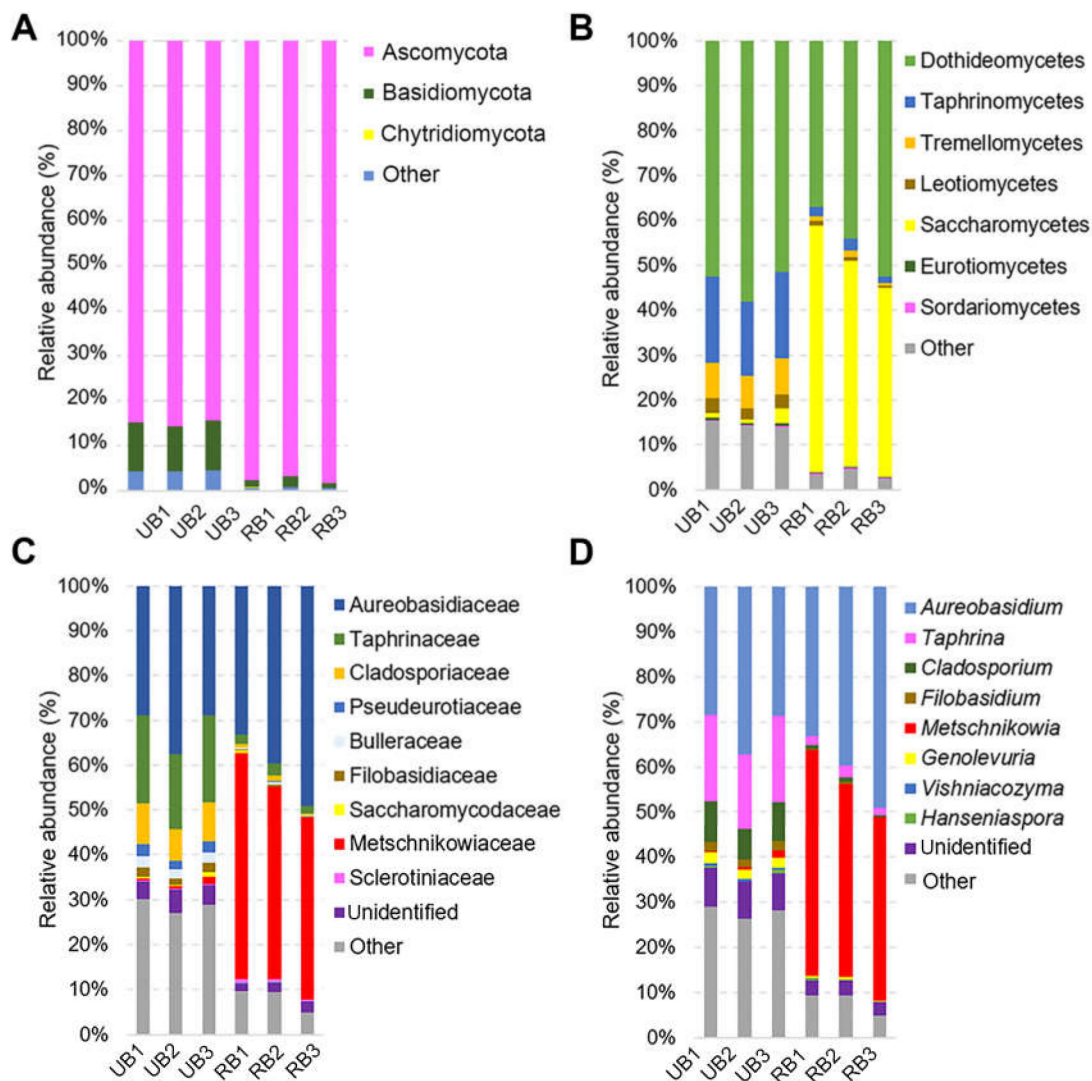 A
Relative abundance (%)
100%
90%
80%
70%
60%
50%
40%
30%
20%
10%
0%
UB1
UB2
UB3
RB1
RB2
RB3
Ascomycota
Basidiomycota
Chytridiomycota
Other
B
Relative abundance (%)
100%
90%
80%
70%
60%
50%
40%
30%
20%
10%
0%
UB1
UB2
UB3
RB1
RB2
RB3
Dothideomycetes
Taphrinomycetes
Tremellomycetes
Leotiomycetes
Saccharomycetes
Eurotiomycetes
Sordariomycetes
Other
C
Relative abundance (%)
100%
90%
80%
70%
60%
50%
40%
30%
20%
10%
0%
UB1
UB2
UB3
RB1
RB2
RB3
Aureobasidiaceae
Taphrinaceae
Cladosporiaceae
Pseudeurotiaceae
Bulleraceae
Filobasidiaceae
Saccharomycodaceae
Metschnikowiaceae
Sclerotiniaceae
Unidentified
Other
D
Relative abundance (%)
100%
90%
80%
70%
60%
50%
40%
30%
20%
10%
0%
UB1
UB2
UB3
RB1
RB2
RB3
Aureobasidium
Taphrina
Cladosporium
Filobasidium
Metschnikowia
Genolevuria
Vishniacozyma
Hanseniaspora
Unidentified
Other